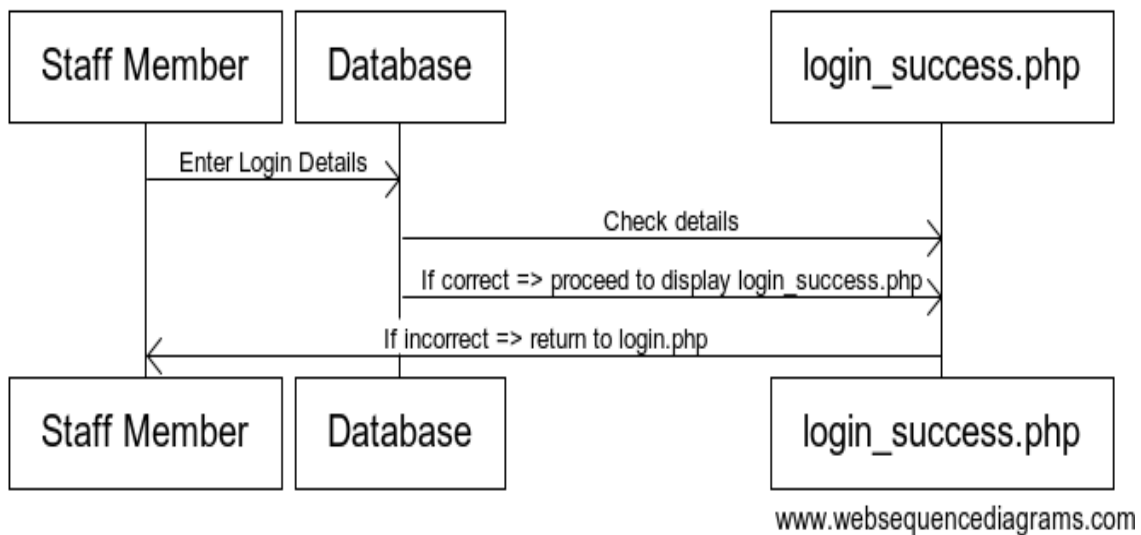 Staff Member
Database
login_success.php
Enter Login Details
Check details
If correct => proceed to display login_success.php
If incorrect => return to login.php
Staff Member
Database
login_success.php
www.websequencediagrams.com